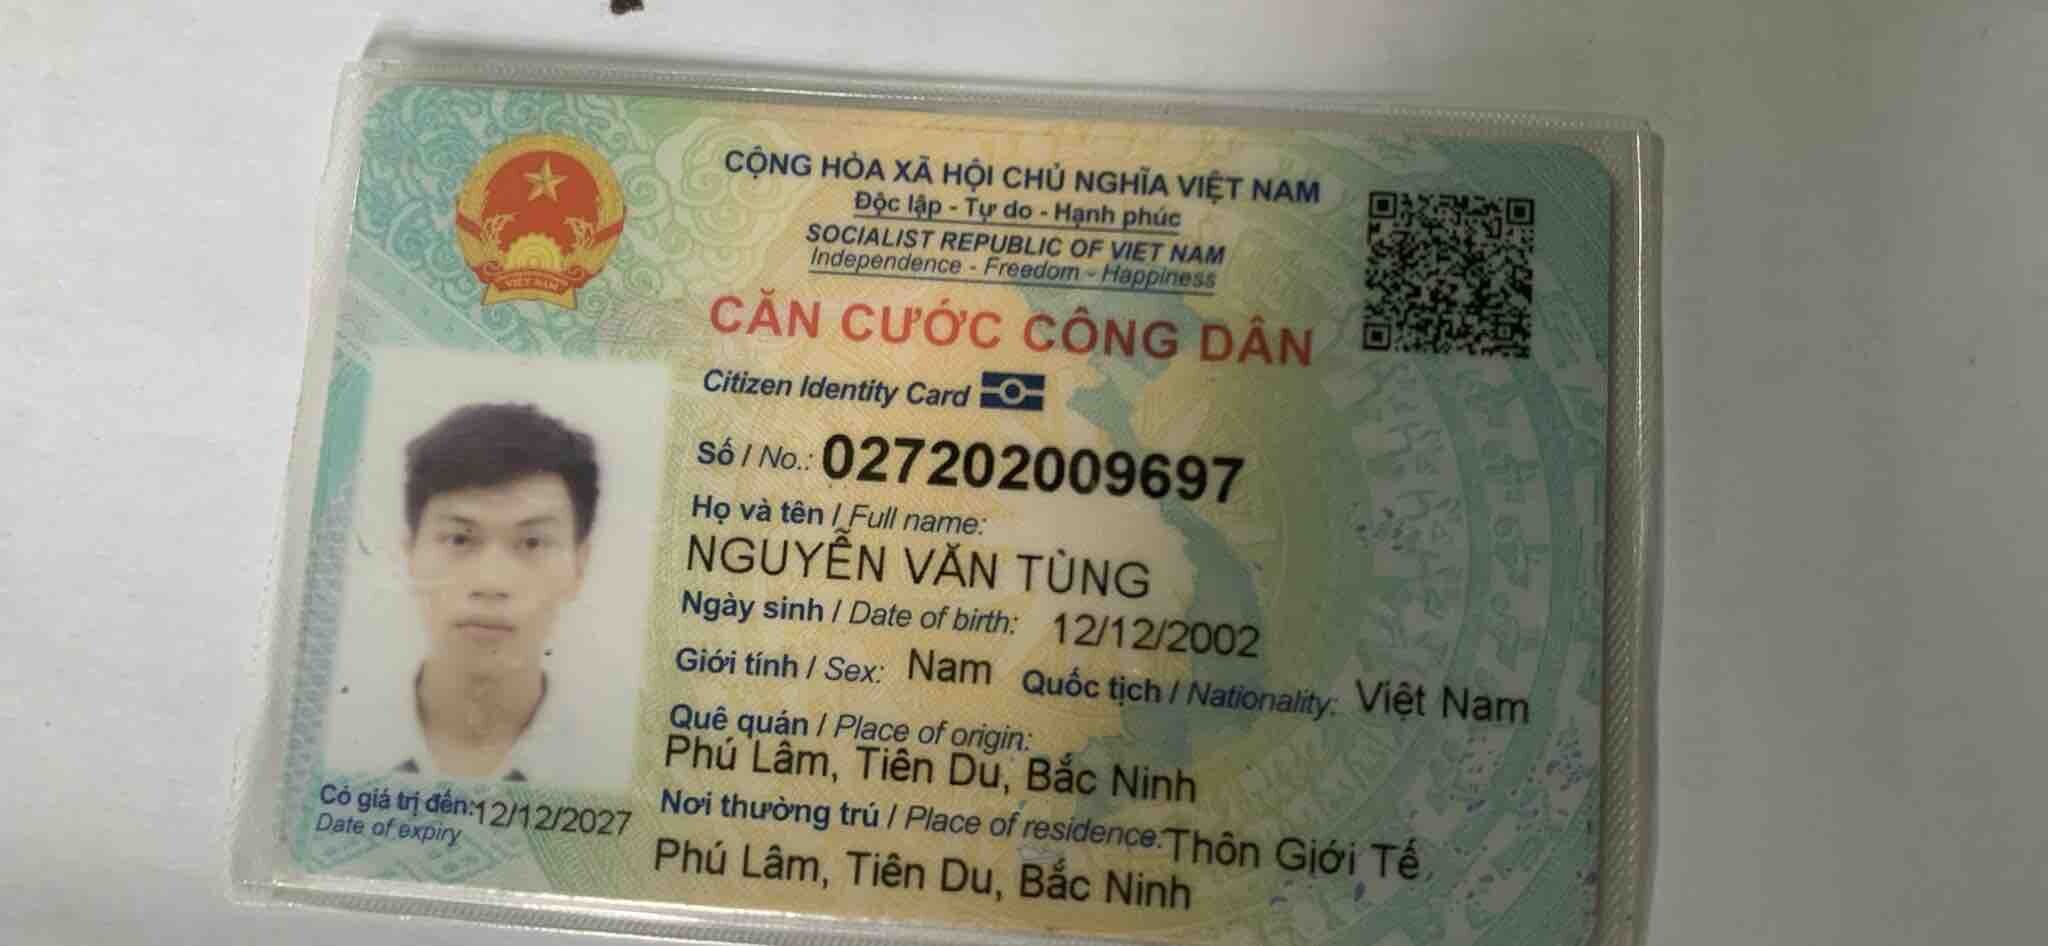 CỘNG HÒA XÃ HỘI CHỦ NGHĨA VIỆT NAM
Độc lập - Tự do - Hạnh phúc
SOCIALIST REPUBLIC OF VIET NAM
Independence - Freedom - Happiness
CĂN CƯỚC CÔNG DÂN
Citizen Identity Card
Số / No.: 027202009697
Họ và tên / Full name:
NGUYỄN VĂN TÙNG
Ngày sinh / Date of birth: 12/12/2002
Giới tính / Sex: Nam Quốc tịch / Nationality: Việt Nam
Quê quán / Place of origin:
Phú Lâm, Tiên Du, Bắc Ninh
Nơi thường trú / Place of residence: Thôn Giới Tế
Phú Lâm, Tiên Du, Bắc Ninh
Có giá trị đến: 12/12/2027
Date of expiry
VIỆT NAM